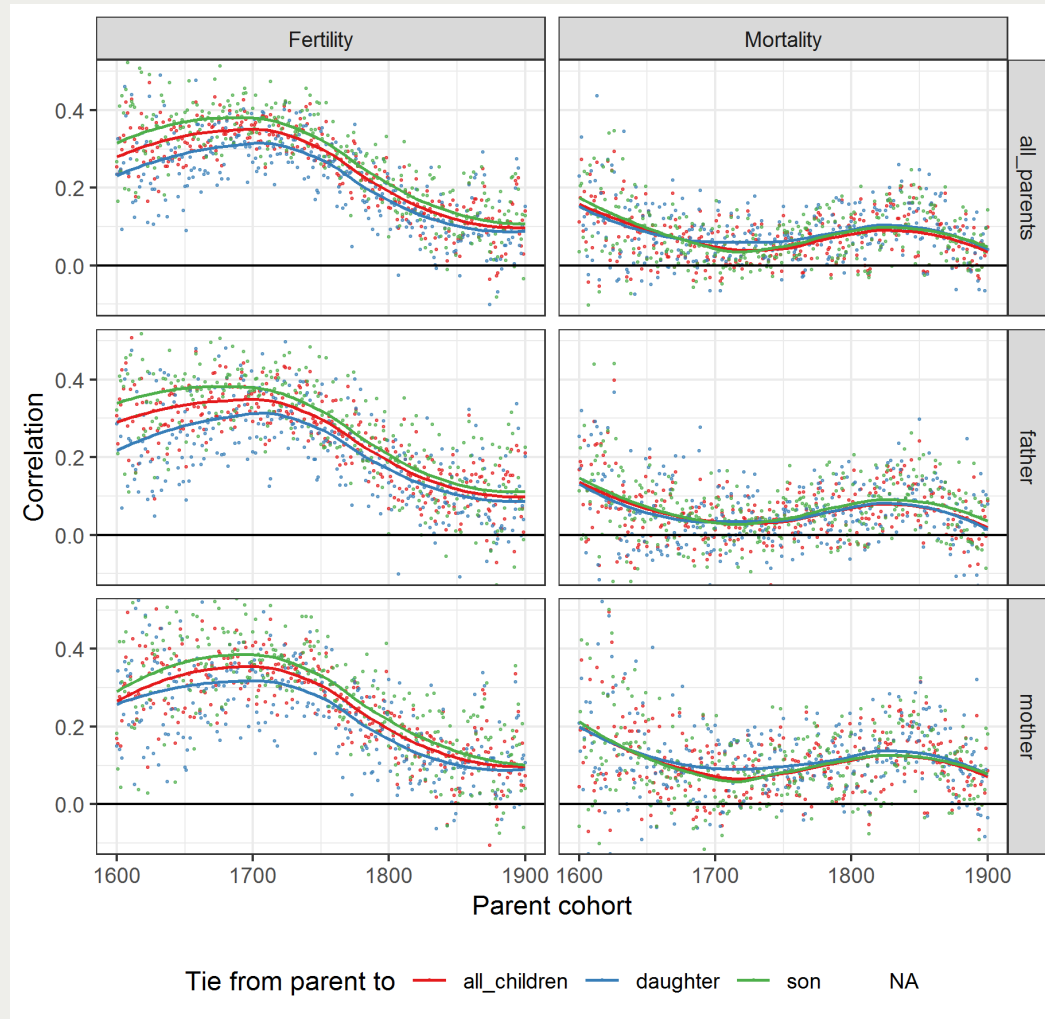 Fertility
Mortality
0.4
0.2
0.0
all_parents
0.4
0.2
0.0
father
0.4
0.2
0.0
mother
Correlation
1600 1700 1800 1900 1600 1700 1800 1900
Parent cohort
Tie from parent to all_children daughter son NA